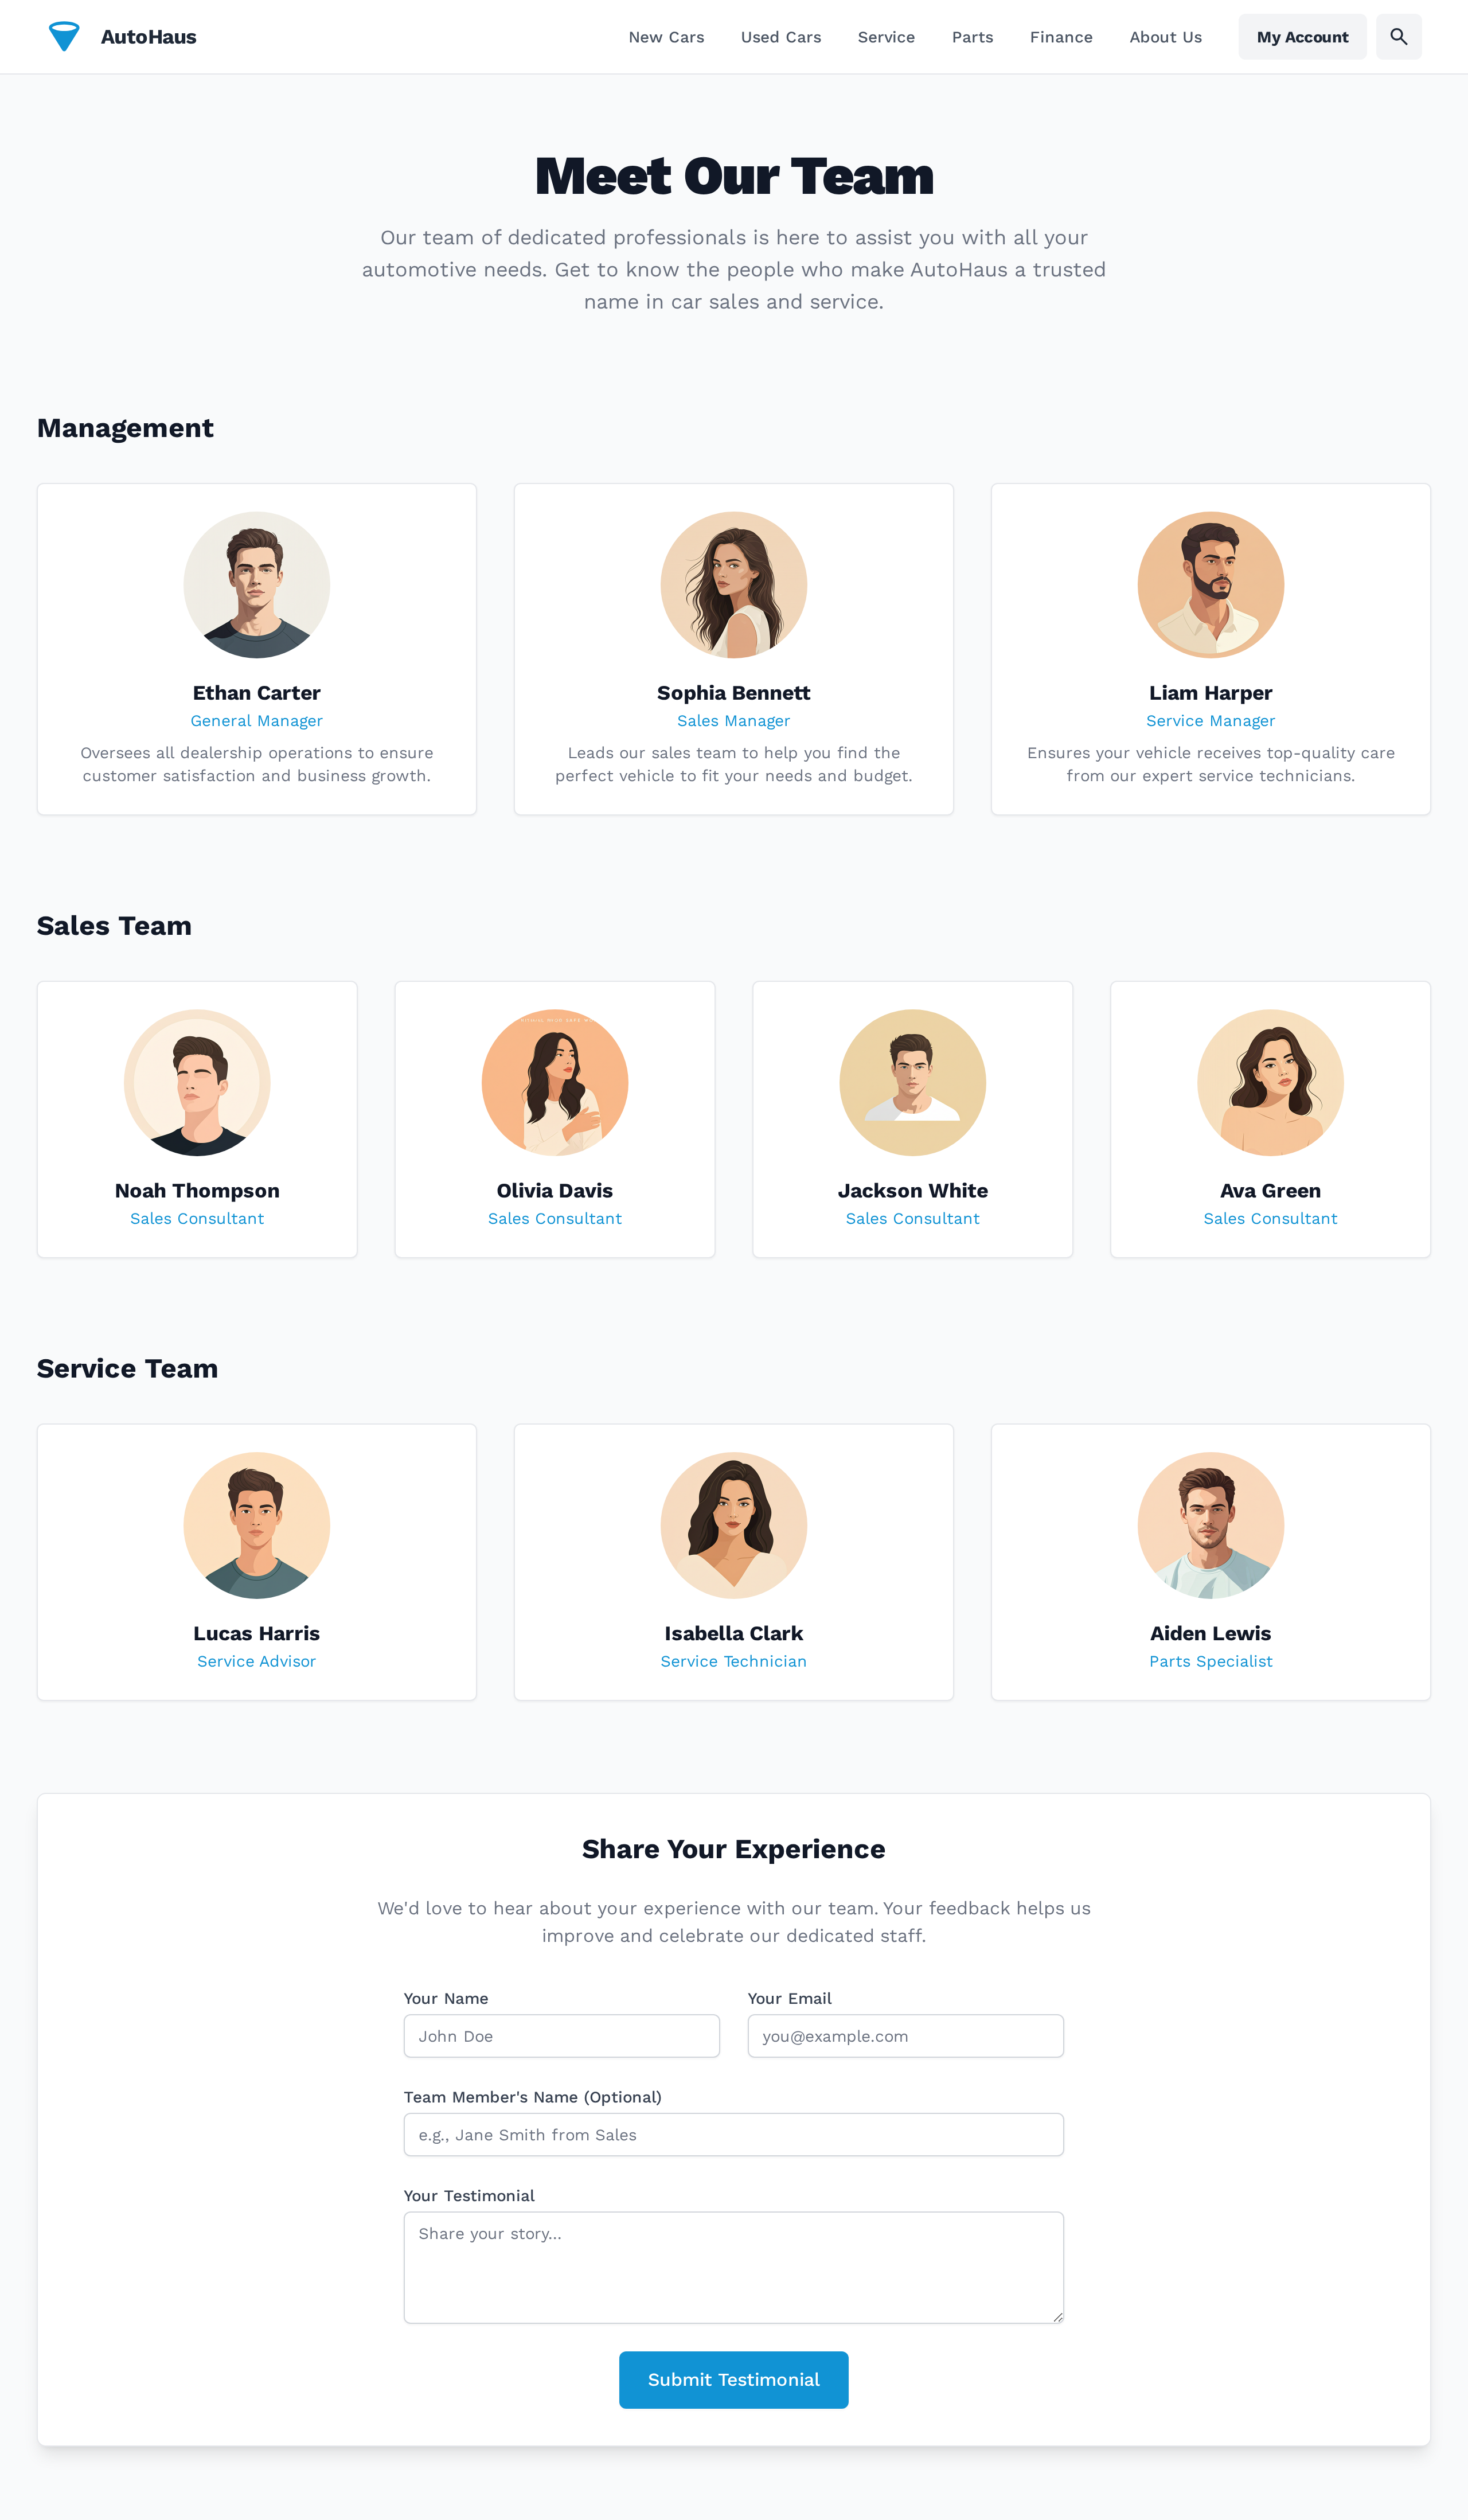 AutoHaus
New Cars
Used Cars
Service
Parts
Finance
About Us
My Account
Meet Our Team
Our team of dedicated professionals is here to assist you with all your
automotive needs. Get to know the people who make AutoHaus a trusted
name in car sales and service.
Management
Ethan Carter
General Manager
Oversees all dealership operations to ensure
customer satisfaction and business growth.
Sophia Bennett
Sales Manager
Leads our sales team to help you find the
perfect vehicle to fit your needs and budget.
Liam Harper
Service Manager
Ensures your vehicle receives top-quality care
from our expert service technicians.
Sales Team
Noah Thompson
Sales Consultant
Olivia Davis
Sales Consultant
Jackson White
Sales Consultant
Ava Green
Sales Consultant
Service Team
Lucas Harris
Service Advisor
Isabella Clark
Service Technician
Aiden Lewis
Parts Specialist
Share Your Experience
We'd love to hear about your experience with our team. Your feedback helps us
improve and celebrate our dedicated staff.
Your Name
John Doe
Your Email
you@example.com
Team Member's Name (Optional)
e.g., Jane Smith from Sales
Your Testimonial
Share your story...
Submit Testimonial